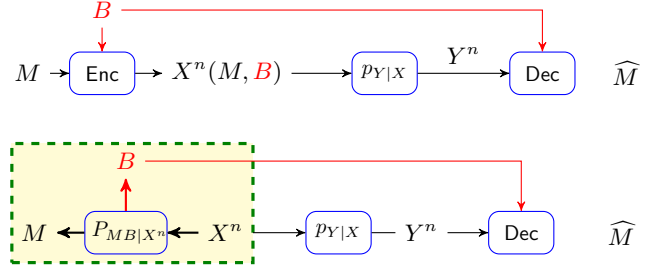 B
M Enc X^n(M, B) p_{Y|X} Y^n Dec \widehat{M}
B
M P_{MB|X^n} X^n p_{Y|X} Y^n Dec \widehat{M}